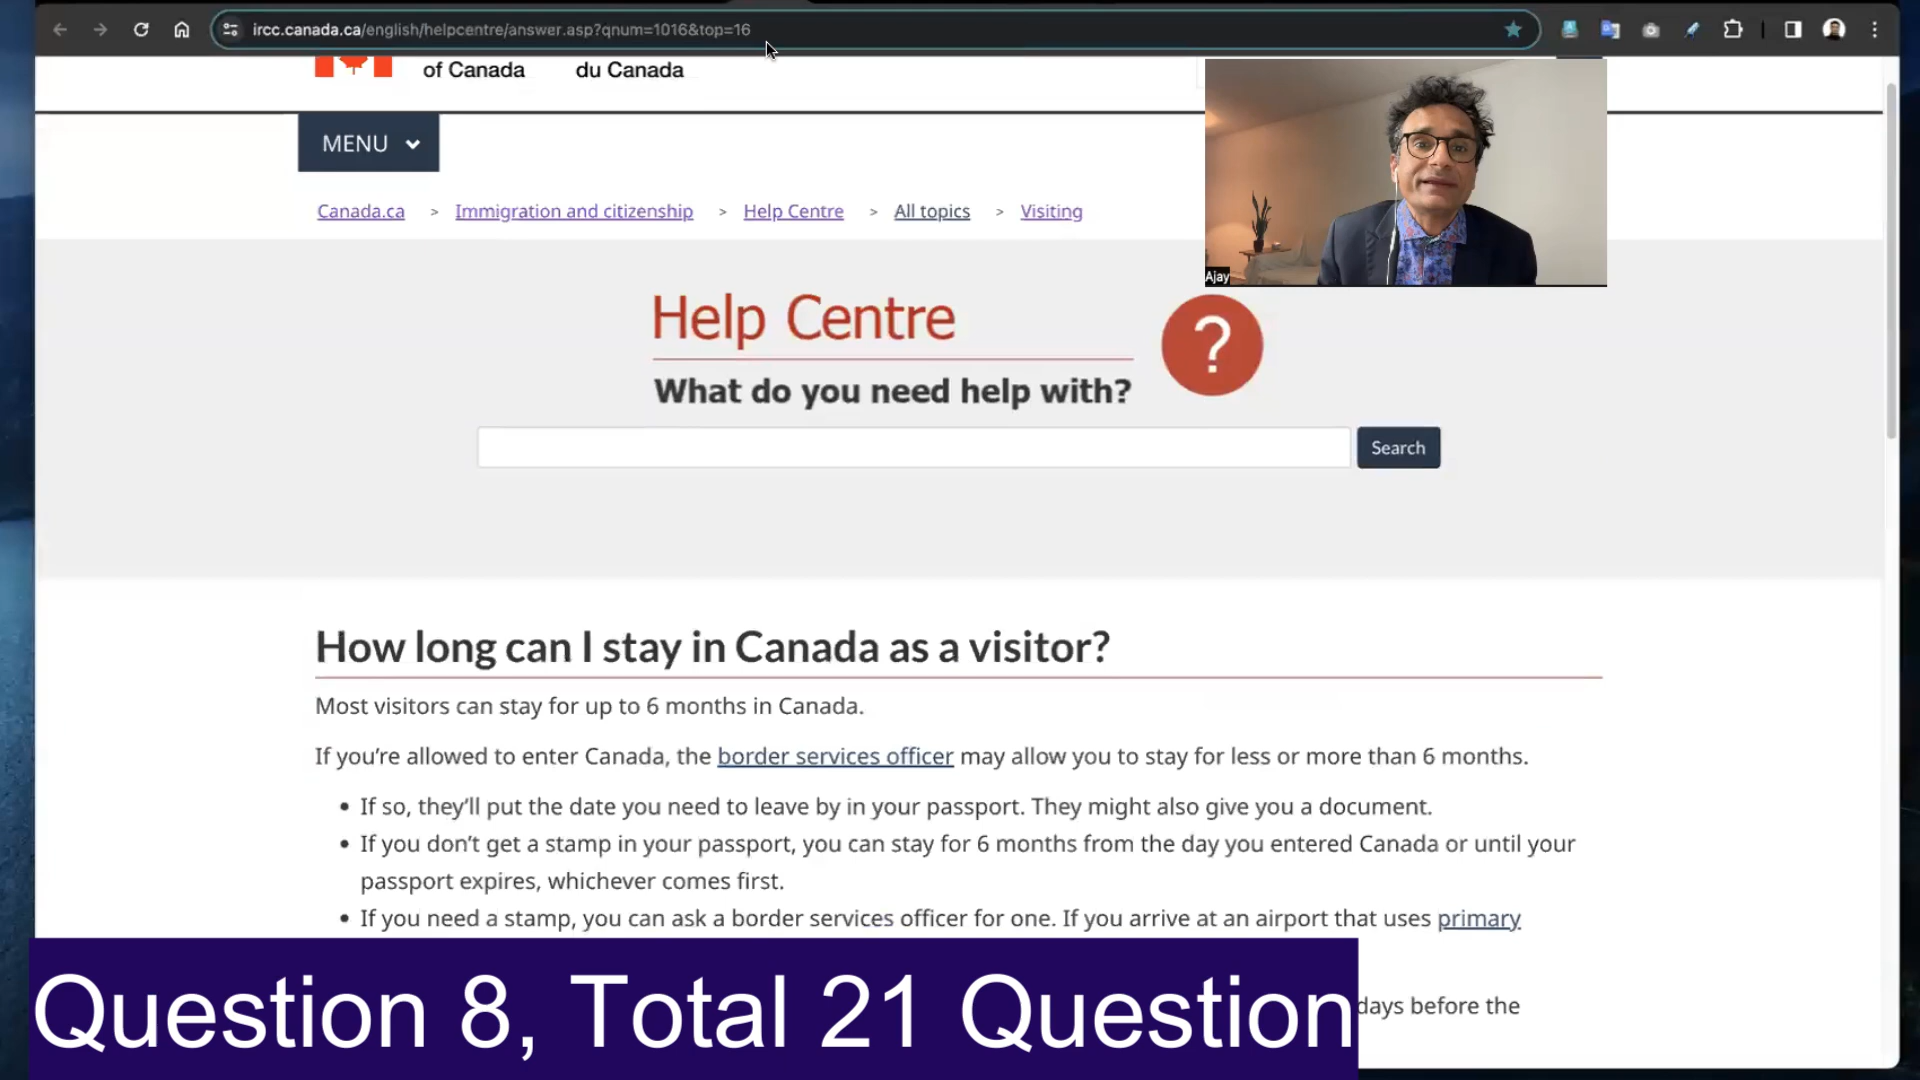 ircc.canada.ca/english/helpcentre/answer.asp?qnum=1016&top=16
of Canada du Canada
MENU
Canada.ca > Immigration and citizenship > Help Centre > All topics > Visiting
Ajay
Help Centre
?
What do you need help with?
Search
How long can I stay in Canada as a visitor?
Most visitors can stay for up to 6 months in Canada.
If you’re allowed to enter Canada, the border services officer may allow you to stay for less or more than 6 months.
• If so, they’ll put the date you need to leave by in your passport. They might also give you a document.
• If you don’t get a stamp in your passport, you can stay for 6 months from the day you entered Canada or until your
passport expires, whichever comes first.
• If you need a stamp, you can ask a border services officer for one. If you arrive at an airport that uses primary
days before the
Question 8, Total 21 Question